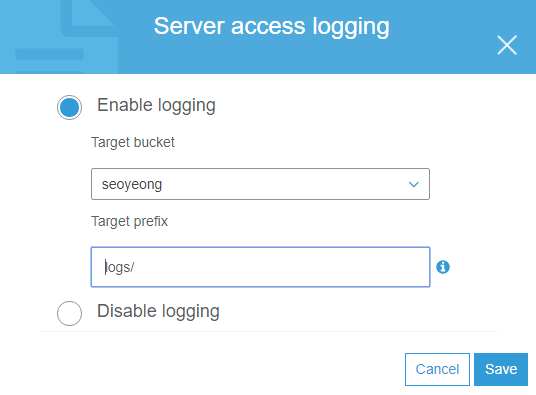 Server access logging
Enable logging
Target bucket
seoyeong
Target prefix
logs/
Disable logging
Cancel Save